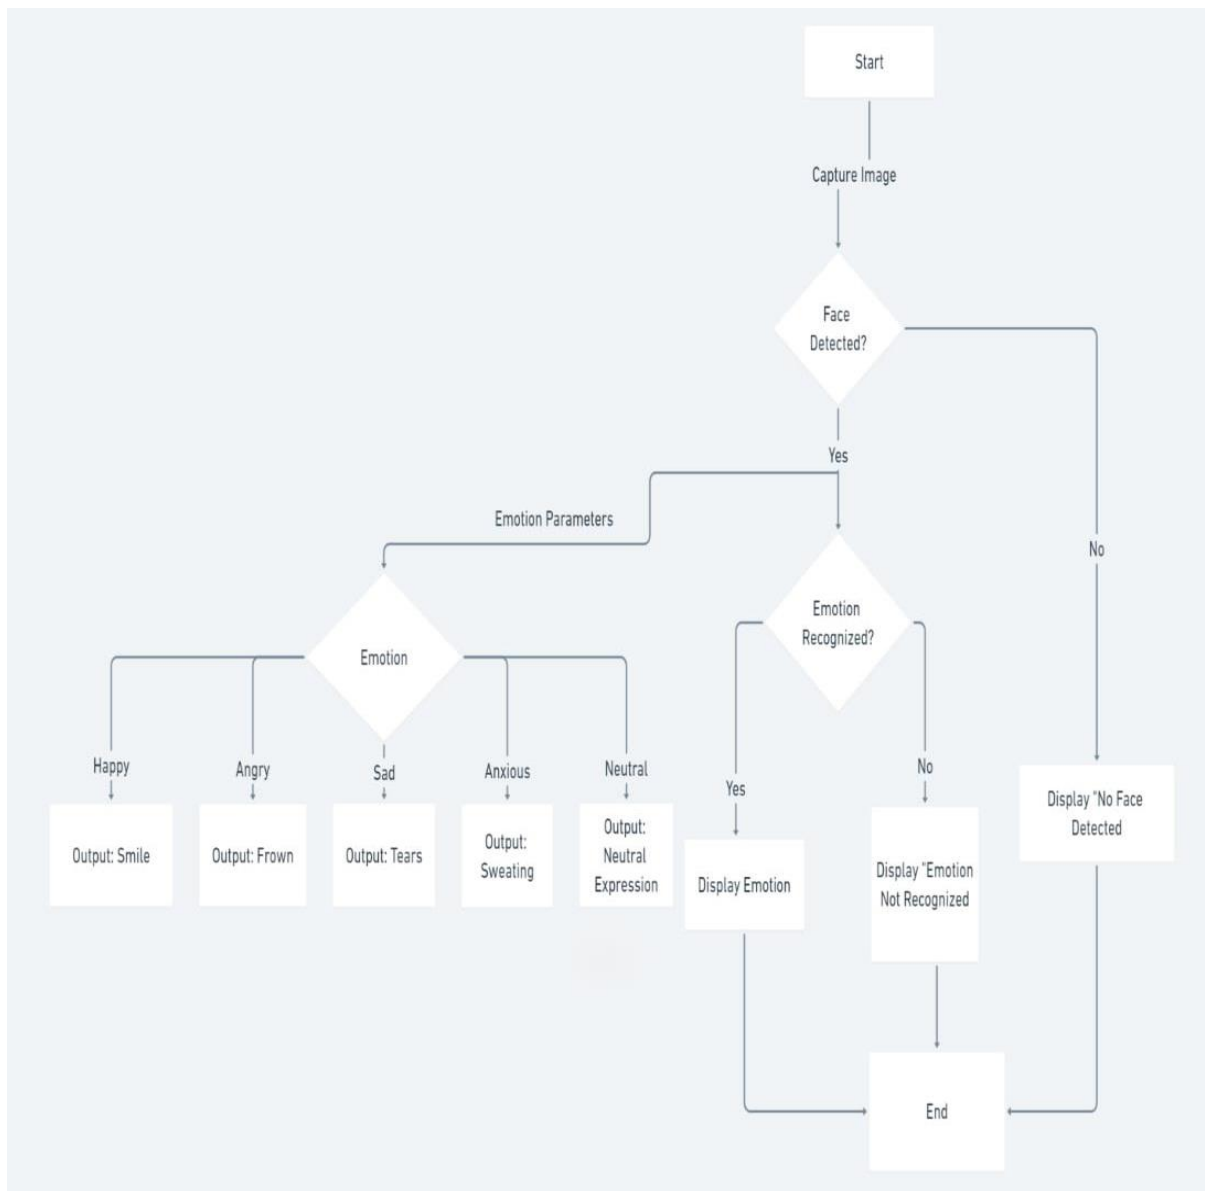 Start
Capture Image
Face
Detected?
Yes
Emotion Parameters
No
Emotion
Recognized?
Emotion
Happy
Angry
Sad
Anxious
Neutral
No
Yes
Output: Smile
Output: Frown
Output: Tears
Output:
Sweating
Output:
Neutral
Expression
Display Emotion
Display "Emotion
Not Recognized
Display "No Face
Detected
End